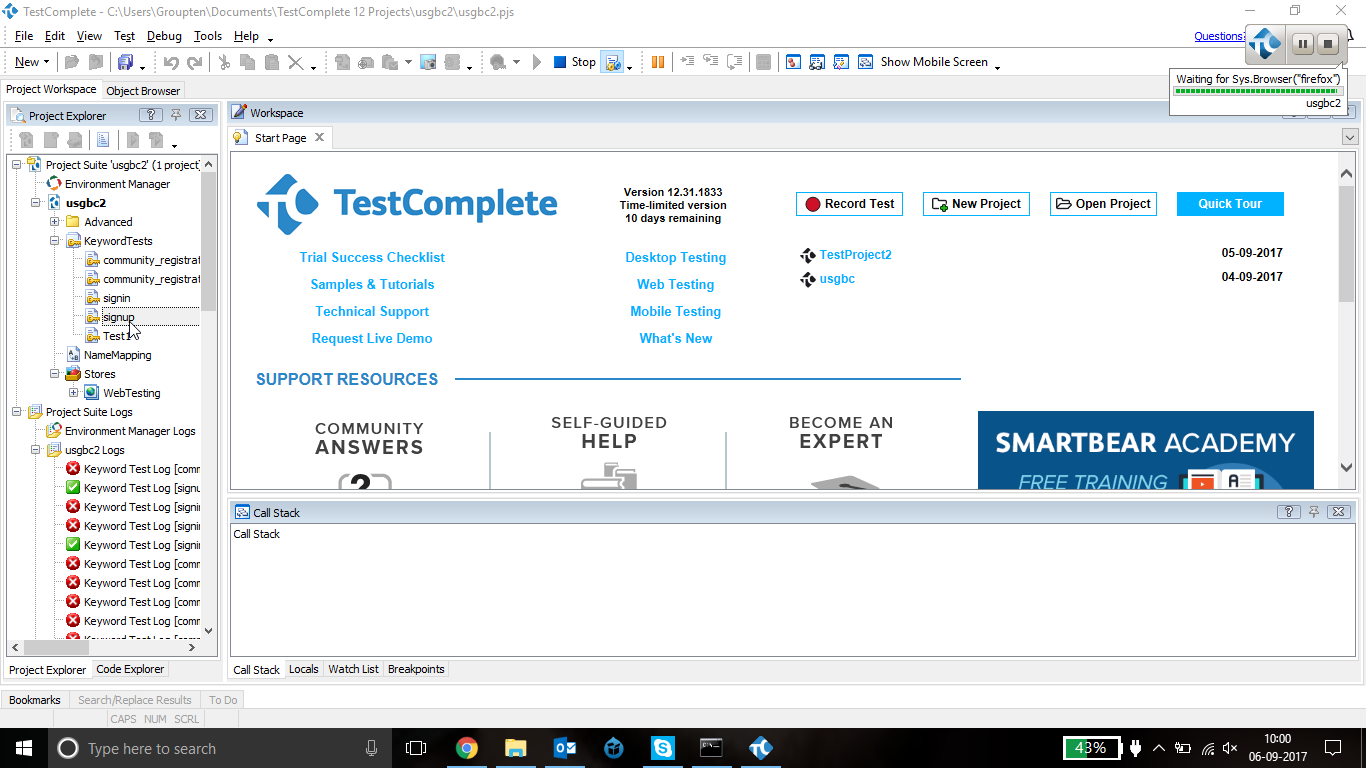 TestComplete - C:\Users\Groupten\Documents\TestComplete 12 Projects\usgbc2\usgbc2.pjs
File Edit View Test Debug Tools Help
Questions?
New
Stop
Show Mobile Screen
Waiting for Sys.Browser("firefox")
usgbc2
Project Workspace
Object Browser
Project Explorer
Project Suite 'usgbc2' (1 project
Environment Manager
usgbc2
Advanced
KeywordTests
community_registrat
community_registrat
signin
signup
Test1
NameMapping
Stores
WebTesting
Project Suite Logs
Environment Manager Logs
usgbc2 Logs
Keyword Test Log [comm
Keyword Test Log [signu
Keyword Test Log [signi
Keyword Test Log [signi
Keyword Test Log [signi
Keyword Test Log [comm
Keyword Test Log [comm
Keyword Test Log [comm
Keyword Test Log [comm
Project Explorer
Code Explorer
Workspace
Start Page
TestComplete
Version 12.31.1833
Time-limited version
10 days remaining
Record Test
New Project
Open Project
Quick Tour
Trial Success Checklist
Samples & Tutorials
Technical Support
Request Live Demo
Desktop Testing
Web Testing
Mobile Testing
What's New
TestProject2 05-09-2017
usgbc 04-09-2017
SUPPORT RESOURCES
COMMUNITY
ANSWERS
SELF-GUIDED
HELP
BECOME AN
EXPERT
SMARTBEAR ACADEMY
FREE TRAINING
Call Stack
Call Stack
Call Stack
Locals
Watch List
Breakpoints
Bookmarks
Search/Replace Results
To Do
CAPS NUM SCRL
Type here to search
43%
10:00
06-09-2017